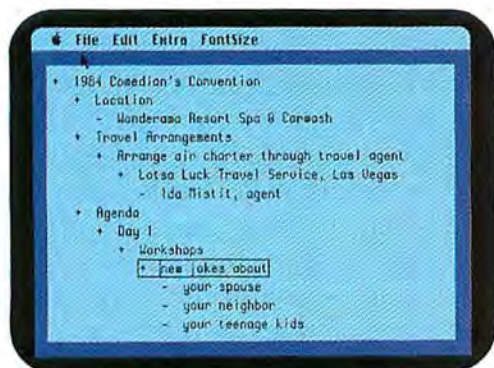 File Edit Extra FontSize
+ 1984 Comedian's Convention
+ Location
- Wonderama Resort Spa & Carwash
+ Travel Arrangements
+ Arrange air charter through travel agent
+ Lotsa Luck Travel Service, Las Vegas
- Ida Mistit, agent
+ Agenda
+ Day 1
+ Workshops
+ new jokes about
- your spouse
- your neighbor
- your teenage kids